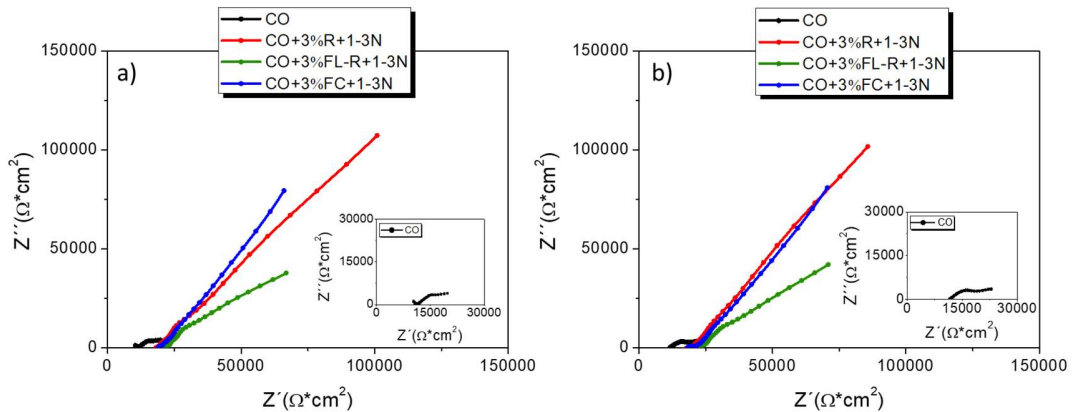 CO
CO+3%R+1-3N
CO+3%FL-R+1-3N
CO+3%FC+1-3N
a)
150000
100000
50000
0
Z´´(Ω*cm²)
0 50000 100000 150000
Z´(Ω*cm²)
CO
30000
15000
0
Z´´(Ω*cm²)
0 15000 30000
Z´(Ω*cm²)
CO
CO+3%R+1-3N
CO+3%FL-R+1-3N
CO+3%FC+1-3N
b)
150000
100000
50000
0
Z´´(Ω*cm²)
0 50000 100000 150000
Z´(Ω*cm²)
CO
30000
15000
0
Z´´(Ω*cm²)
0 15000 30000
Z´(Ω*cm²)